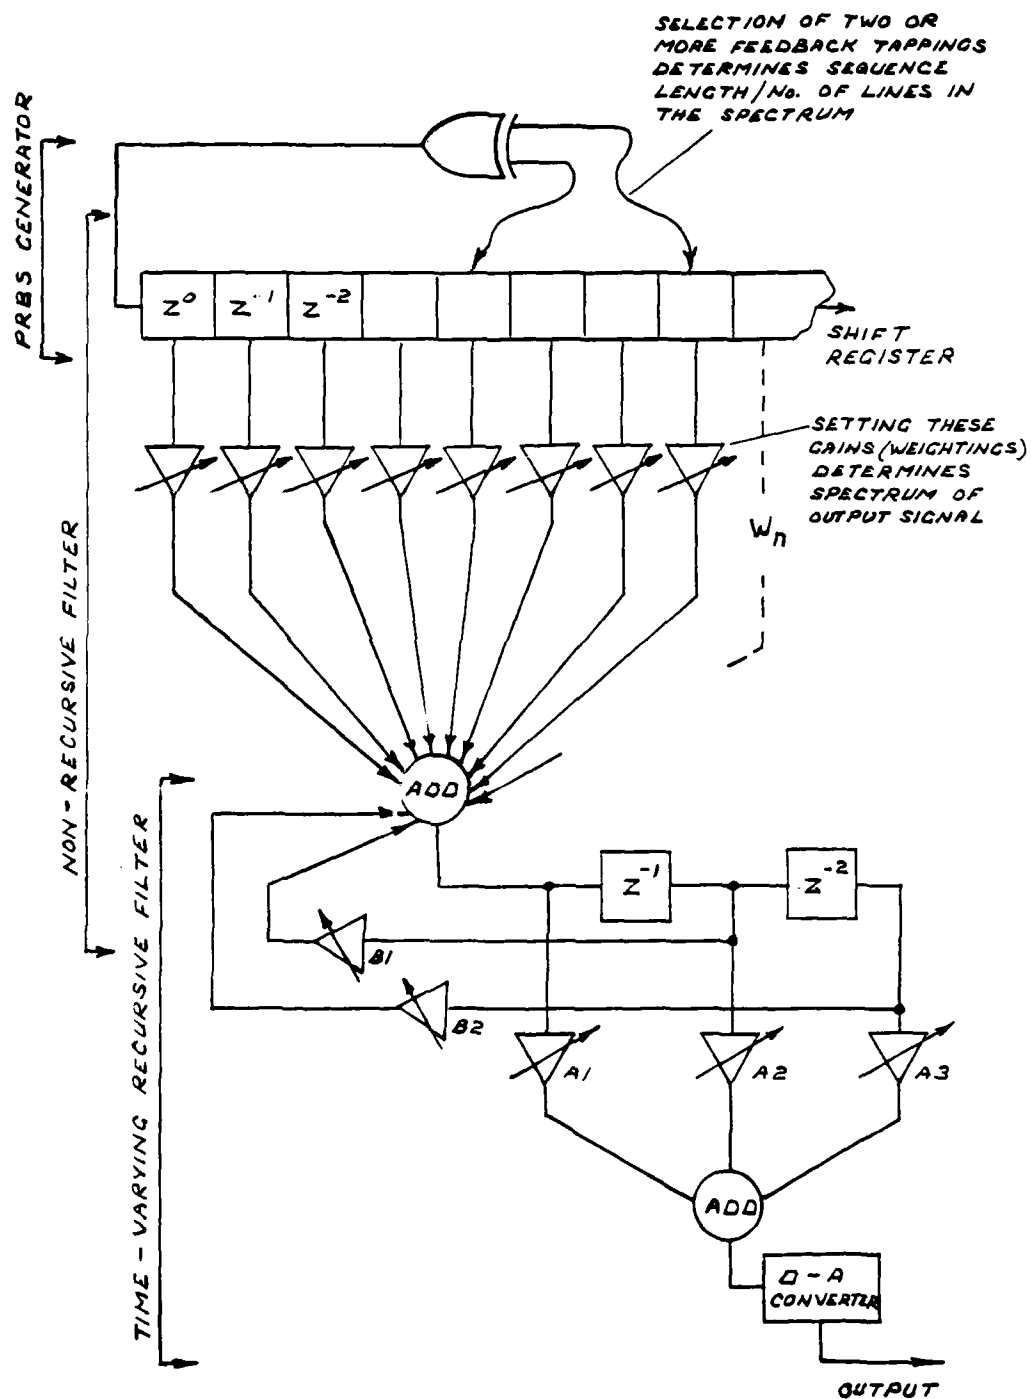 SELECTION OF TWO OR
MORE FEEDBACK TAPPINGS
DETERMINES SEQUENCE
LENGTH/No. OF LINES IN
THE SPECTRUM
PRBS GENERATOR
Z⁰
Z⁻¹
Z⁻²
SHIFT
REGISTER
SETTING THESE
GAINS (WEIGHTINGS)
DETERMINES
SPECTRUM OF
OUTPUT SIGNAL
Wn
NON-RECURSIVE FILTER
ADD
TIME-VARYING RECURSIVE FILTER
Z⁻¹
Z⁻²
B1
B2
A1
A2
A3
ADD
D-A
CONVERTER
OUTPUT